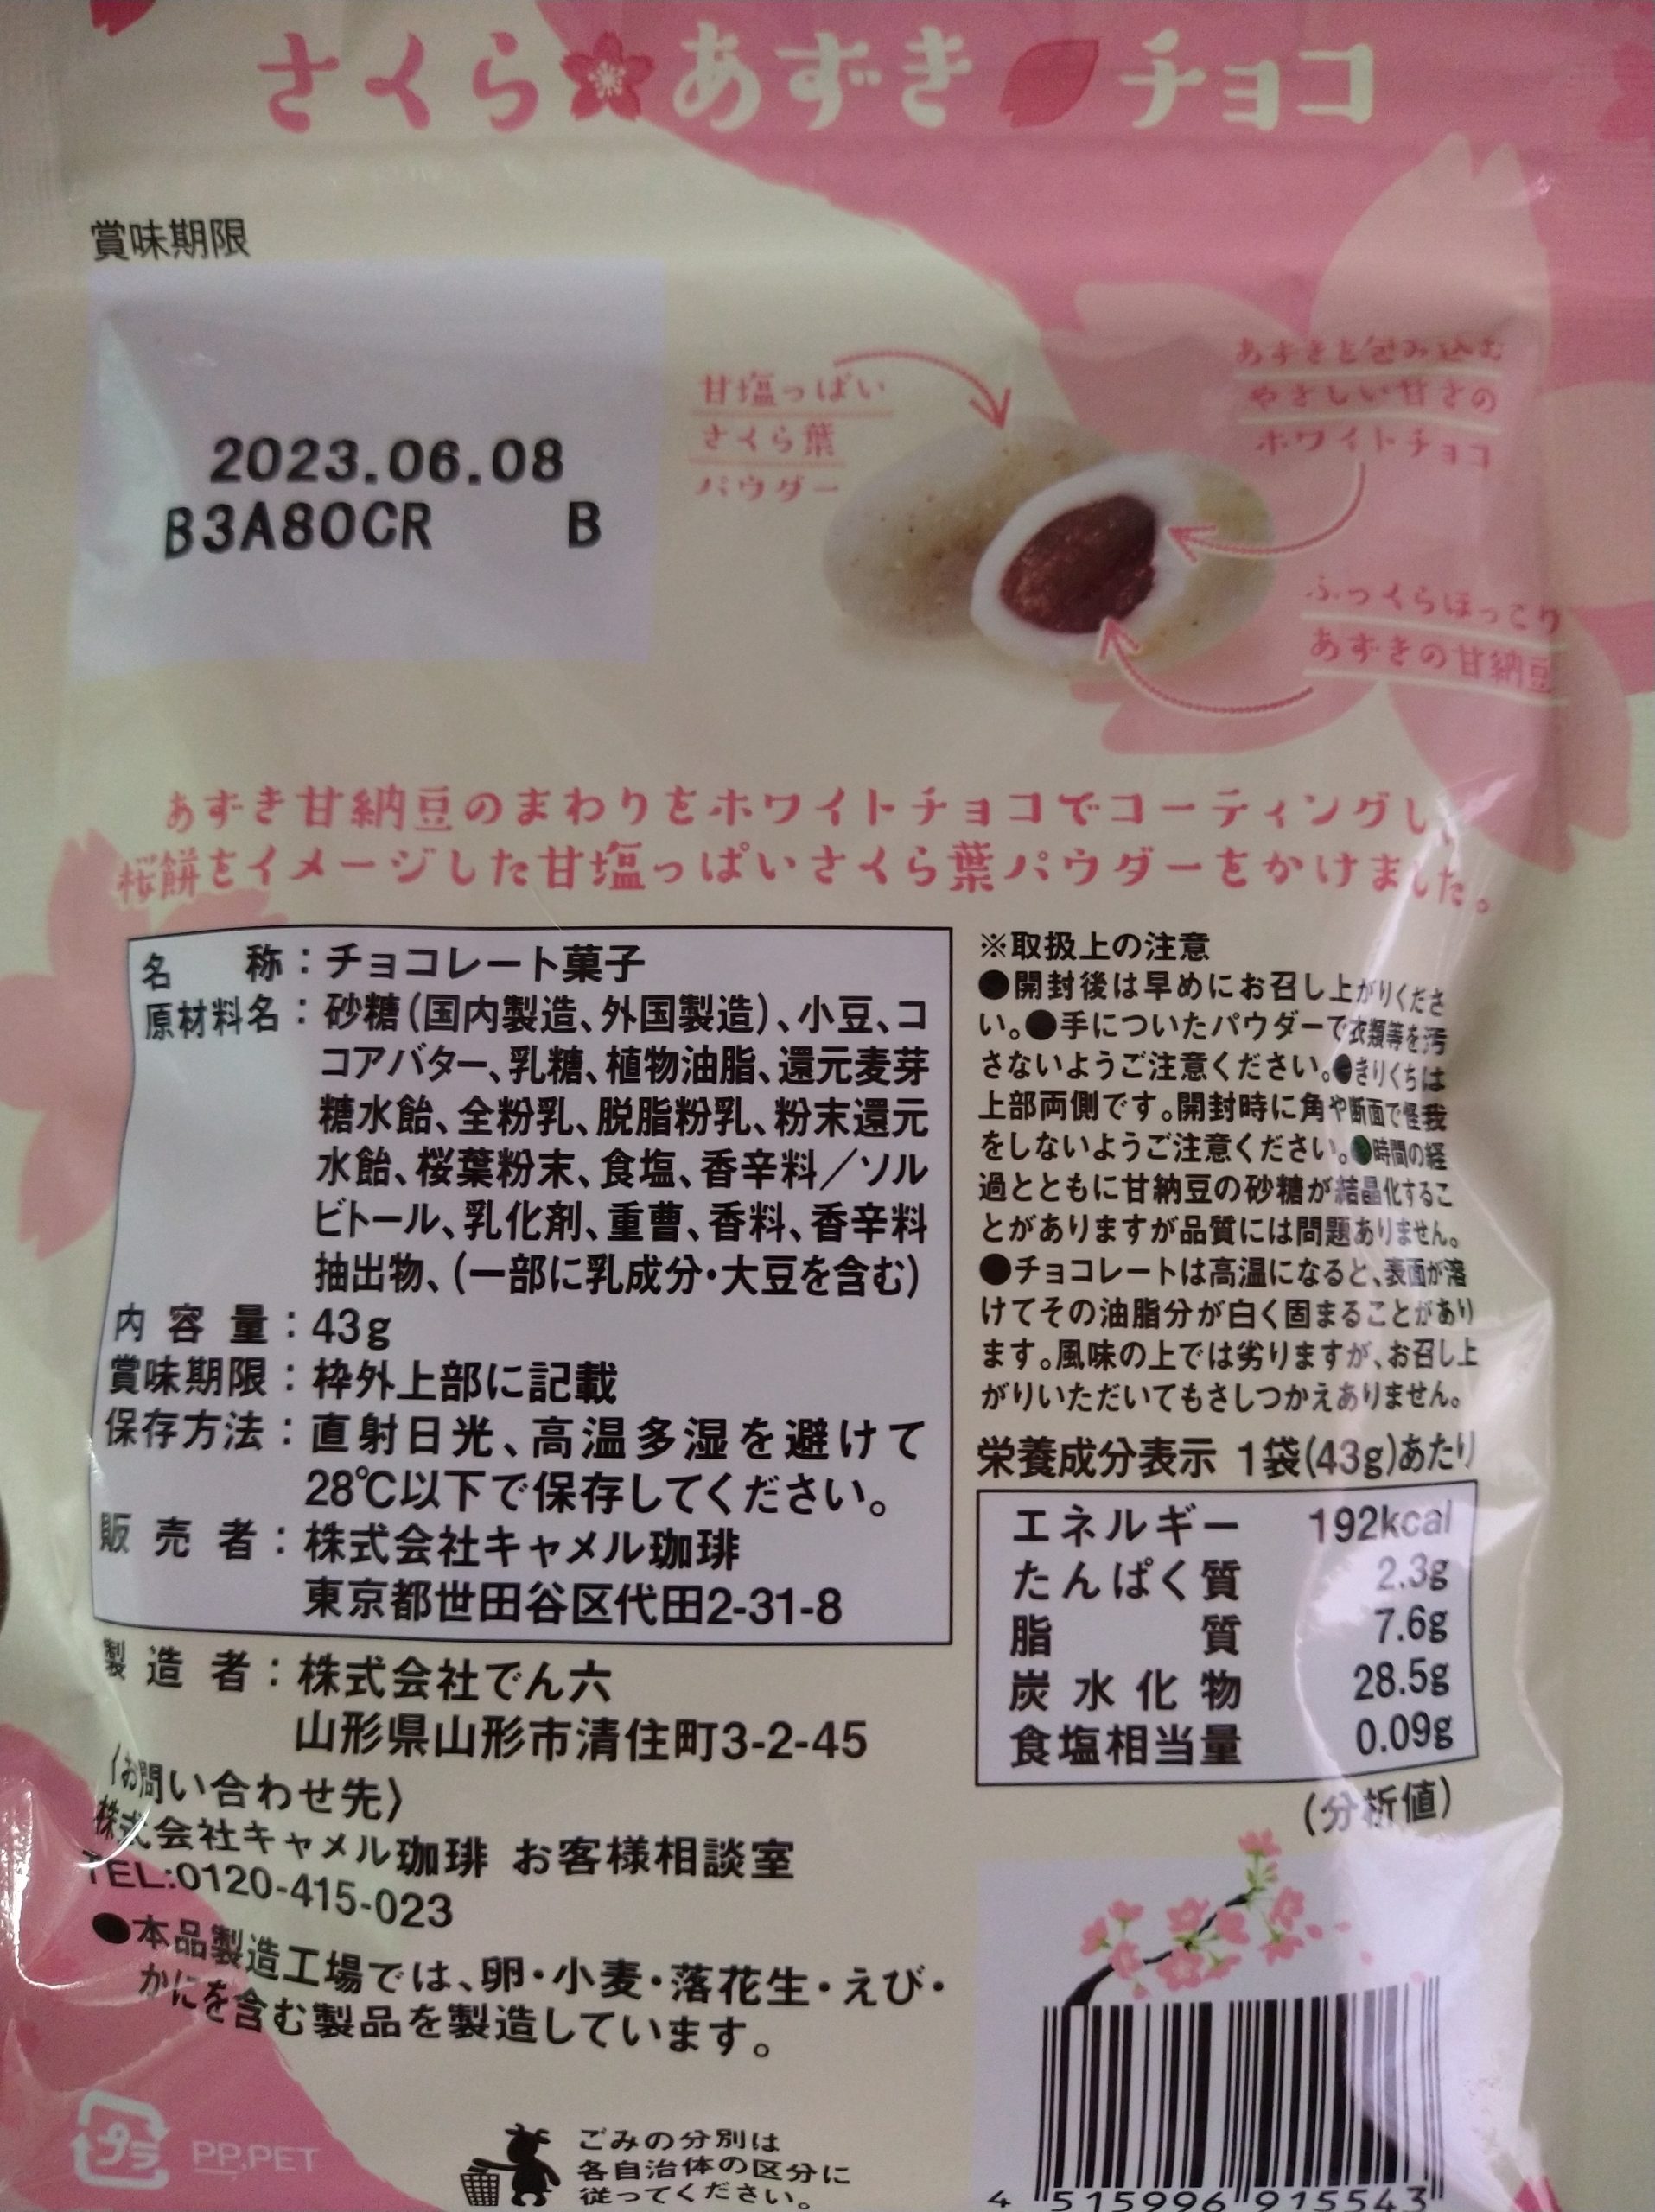 さくら あずき チョコ
賞味期限
2023.06.08
B3A80CR B
甘塩っぱい
さくら葉
パウダー
あずきを包み込む
やさしい甘さの
ホワイトチョコ
ふっくらほっこり
あずきの甘納豆
あずき甘納豆のまわりをホワイトチョコでコーティングし、
桜餅をイメージした甘塩っぱいさくら葉パウダーをかけました。
名称:チョコレート菓子
原材料名:砂糖(国内製造、外国製造)、小豆、コ
コアバター、乳糖、植物油脂、還元麦芽
糖水飴、全粉乳、脱脂粉乳、粉末還元
水飴、桜葉粉末、食塩、香辛料/ソル
ビトール、乳化剤、重曹、香料、香辛料
抽出物、(一部に乳成分・大豆を含む)
内容量:43g
賞味期限:枠外上部に記載
保存方法:直射日光、高温多湿を避けて
28℃以下で保存してください。
販売者:株式会社キャメル珈琲
東京都世田谷区代田2-31-8
製造者:株式会社でん六
山形県山形市清住町3-2-45
〈お問い合わせ先〉
株式会社キャメル珈琲 お客様相談室
TEL:0120-415-023
●本品製造工場では、卵・小麦・落花生・えび・
かにを含む製品を製造しています。
※取扱上の注意
●開封後は早めにお召し上がりくださ
い。●手についたパウダーで衣類等を汚
さないようご注意ください。●きりくちは
上部両側です。開封時に角や断面で怪我
をしないようご注意ください。●時間の経
過とともに甘納豆の砂糖が結晶化するこ
とがありますが品質には問題ありません。
●チョコレートは高温になると、表面が溶
けてその油脂分が白く固まることがあり
ます。風味の上では劣りますが、お召し上
がりいただいてもさしつかえありません。
栄養成分表示 1袋(43g)あたり
エネルギー 192kcal
たんぱく質 2.3g
脂質 7.6g
炭水化物 28.5g
食塩相当量 0.09g
(分析値)
プラ PP,PET
ごみの分別は
各自治体の区分に
従ってください。
4 515996 915543